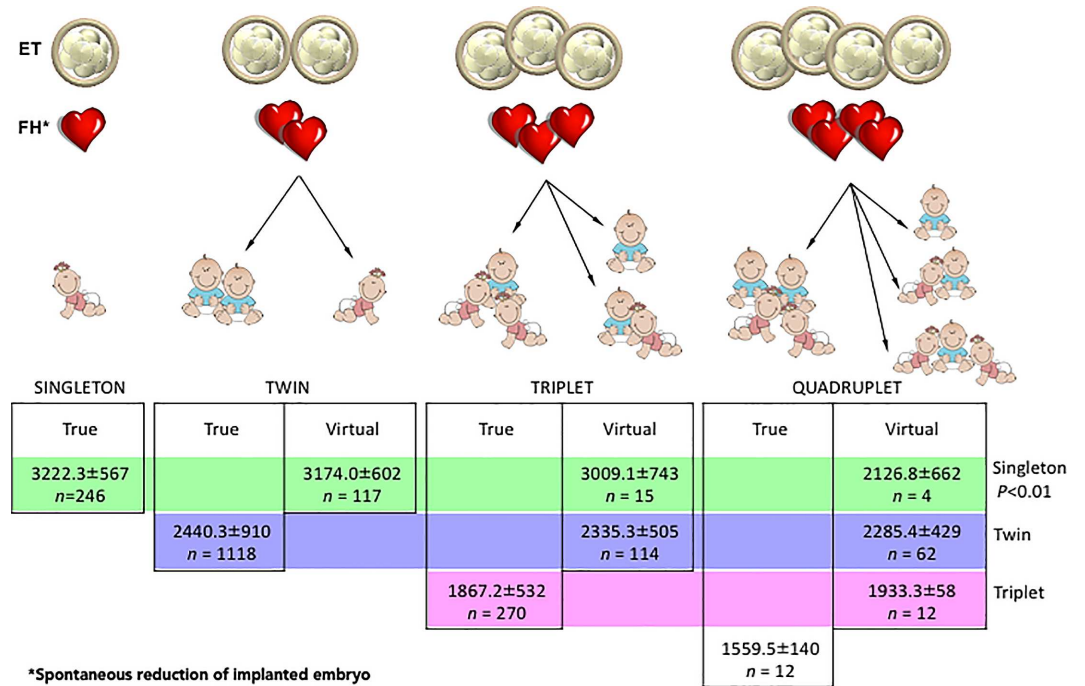 ET
FH*
SINGLETON TWIN TRIPLET QUADRUPLET
True True Virtual True Virtual True Virtual
3222.3±567 3174.0±602 3009.1±743 2126.8±662 Singleton
n=246 n = 117 n = 15 n = 4 P<0.01
2440.3±910 2335.3±505 2285.4±429 Twin
n = 1118 n = 114 n = 62
1867.2±532 1933.3±58 Triplet
n = 270 n = 12
1559.5±140
n = 12
*Spontaneous reduction of implanted embryo